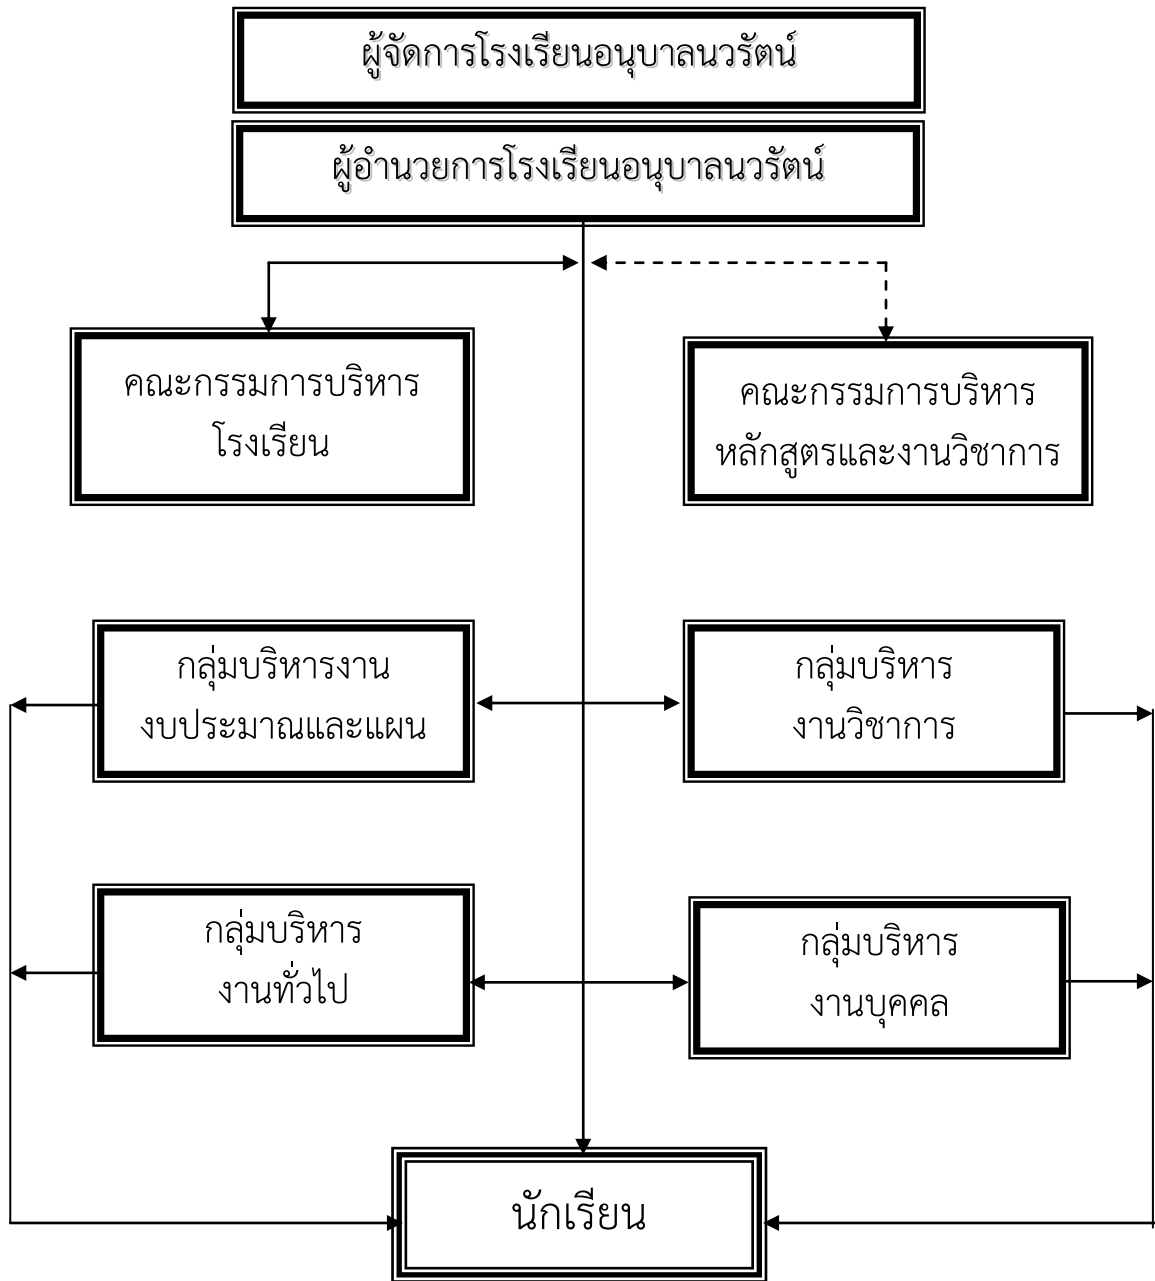 ผู้จัดการโรงเรียนอนุบาลนวรัตน์
ผู้อำนวยการโรงเรียนอนุบาลนวรัตน์
คณะกรรมการบริหาร
โรงเรียน
คณะกรรมการบริหาร
หลักสูตรและงานวิชาการ
กลุ่มบริหารงาน
งบประมาณและแผน
กลุ่มบริหาร
งานวิชาการ
กลุ่มบริหาร
งานทั่วไป
กลุ่มบริหาร
งานบุคคล
นักเรียน